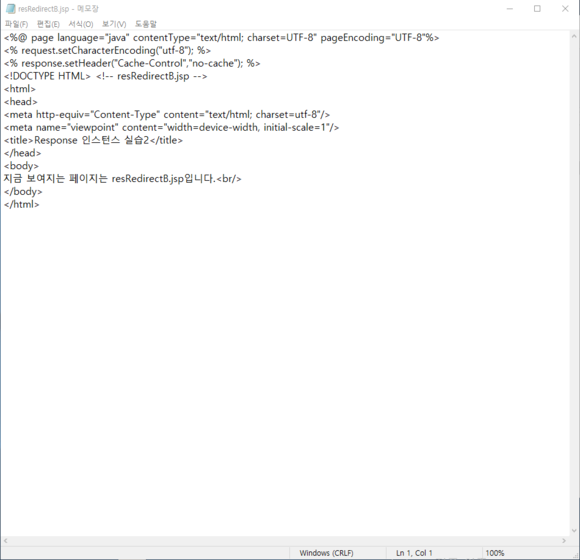 resRedirectB.jsp - 메모장
파일(F) 편집(E) 서식(O) 보기(V) 도움말
<%@ page language="java" contentType="text/html; charset=UTF-8" pageEncoding="UTF-8"%>
<% request.setCharacterEncoding("utf-8"); %>
<% response.setHeader("Cache-Control","no-cache"); %>
<!DOCTYPE HTML> <!-- resRedirectB.jsp -->
<html>
<head>
<meta http-equiv="Content-Type" content="text/html; charset=utf-8"/>
<meta name="viewport" content="width=device-width, initial-scale=1"/>
<title>Response 인스턴스 실습2</title>
</head>
<body>
지금 보여지는 페이지는 resRedirectB.jsp입니다.<br/>
</body>
</html>
Windows (CRLF) Ln 1, Col 1 100%